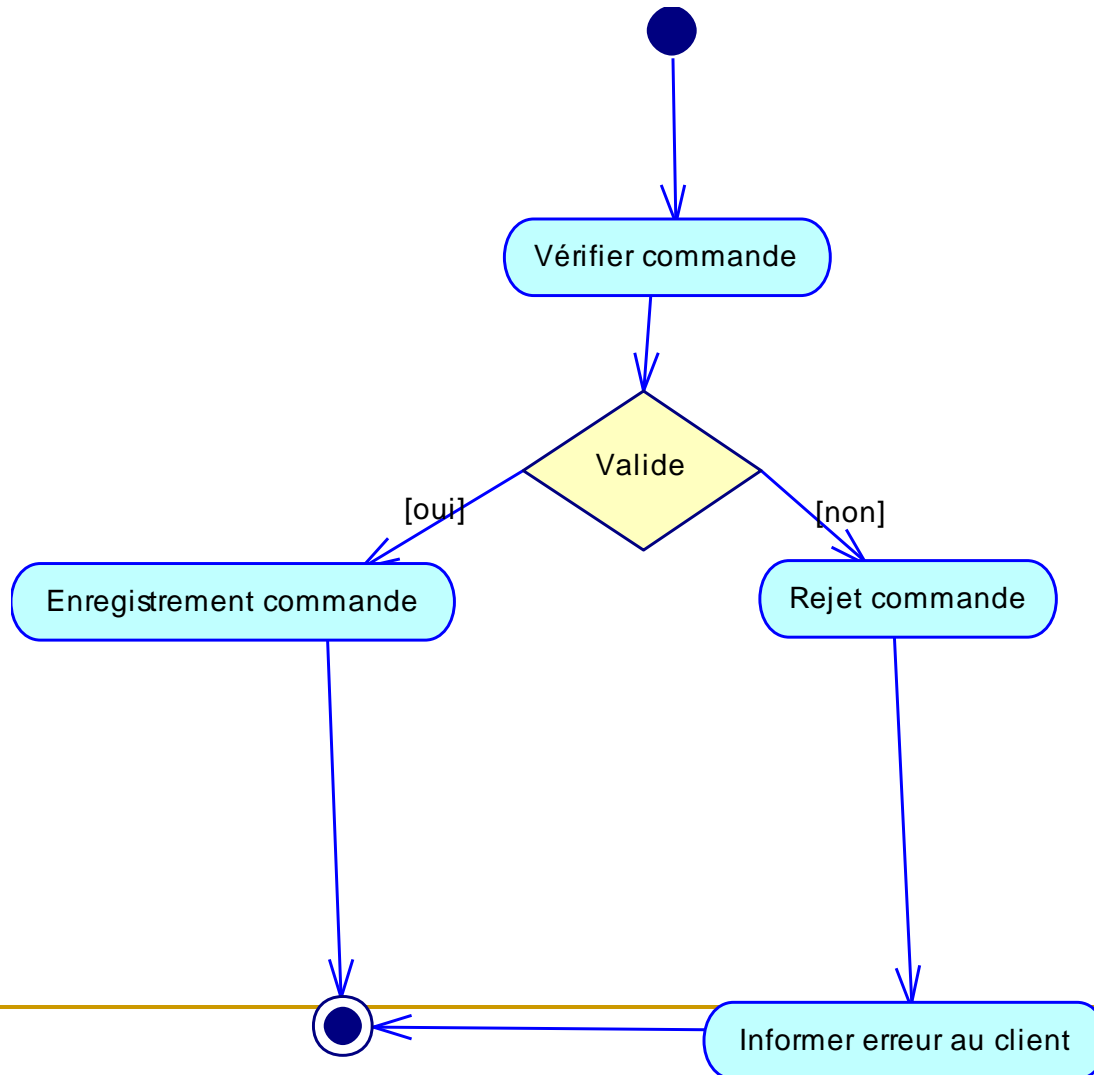 Vérifier commande
Valide
[oui]
[non]
Enregistrement commande
Rejet commande
Informer erreur au client